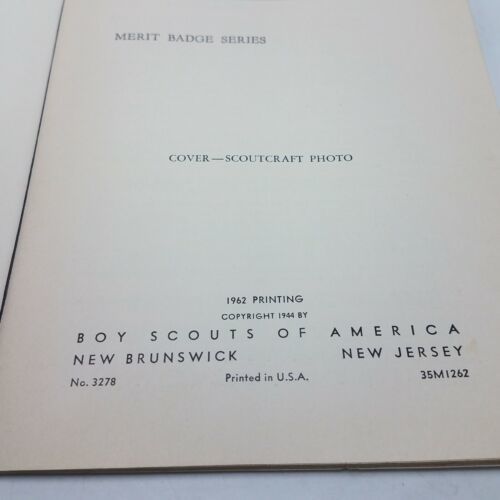 MERIT BADGE SERIES
COVER—SCOUTCRAFT PHOTO
1962 PRINTING
COPYRIGHT 1944 BY
BOY SCOUTS OF AMERICA
NEW BRUNSWICK NEW JERSEY
No. 3278 Printed in U.S.A. 35M1262